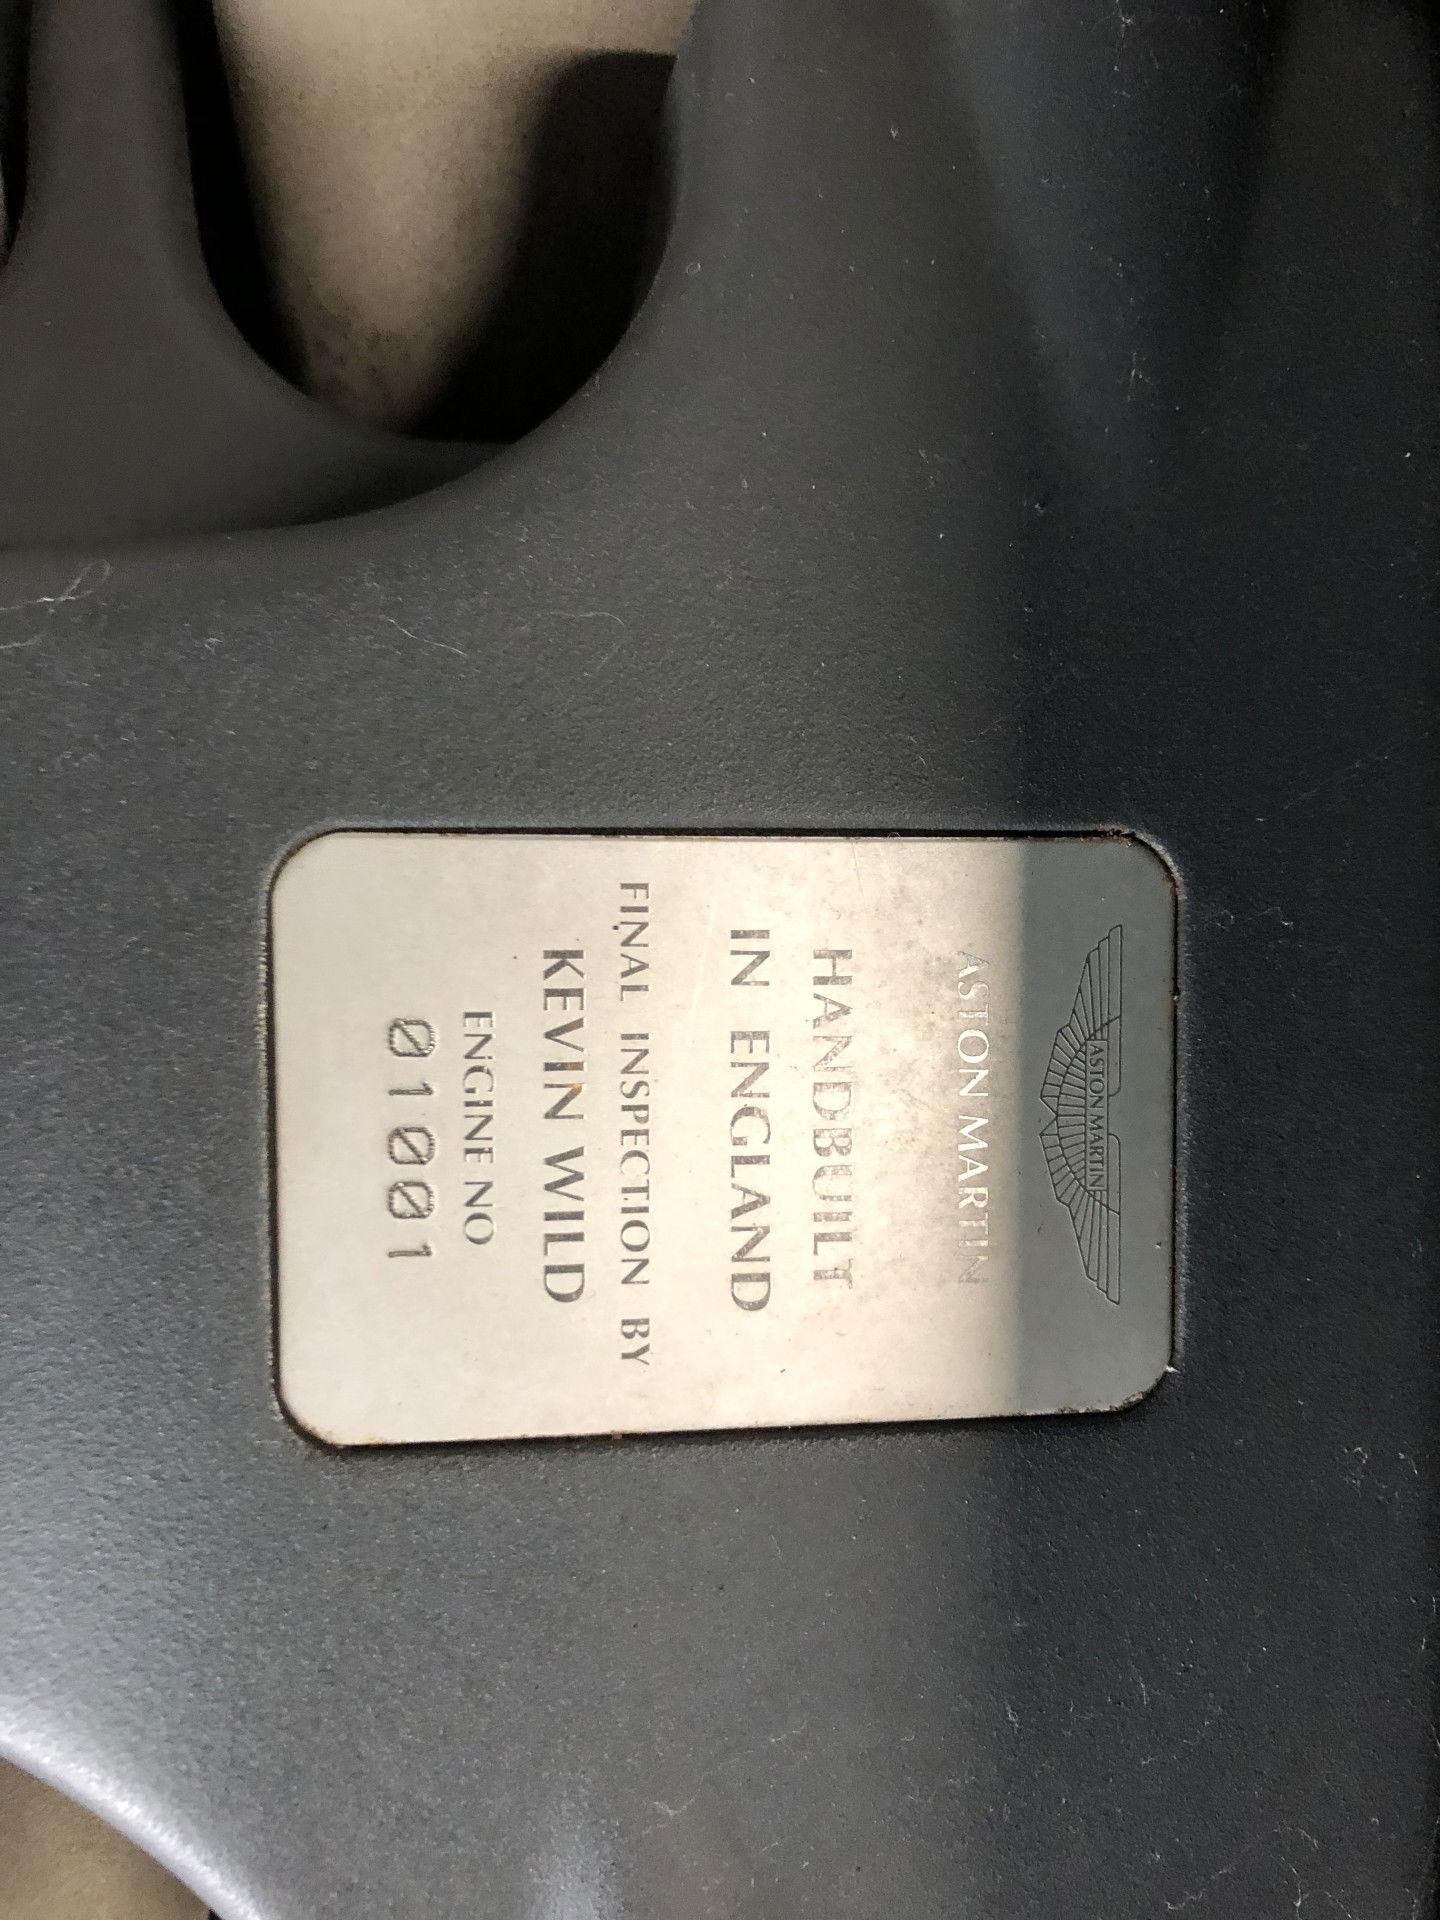 ASTON MARTIN
ASTON MARTIN
HANDBUILT
IN ENGLAND
FINAL INSPECTION BY
KEVIN WILD
ENGINE NO
01001